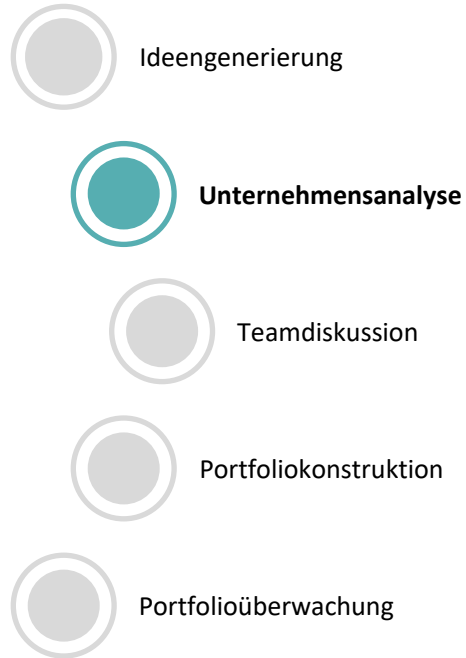 Ideengenerierung
Unternehmensanalyse
Teamdiskussion
Portfoliokonstruktion
Portfolioüberwachung